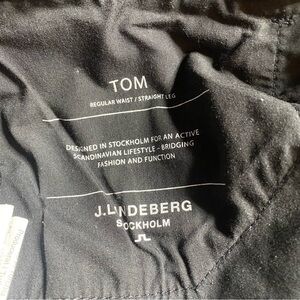 TOM
REGULAR WAIST / STRAIGHT LEG
DESIGNED IN STOCKHOLM FOR AN ACTIVE
SCANDINAVIAN LIFESTYLE - BRIDGING
FASHION AND FUNCTION
J.LINDEBERG
STOCKHOLM